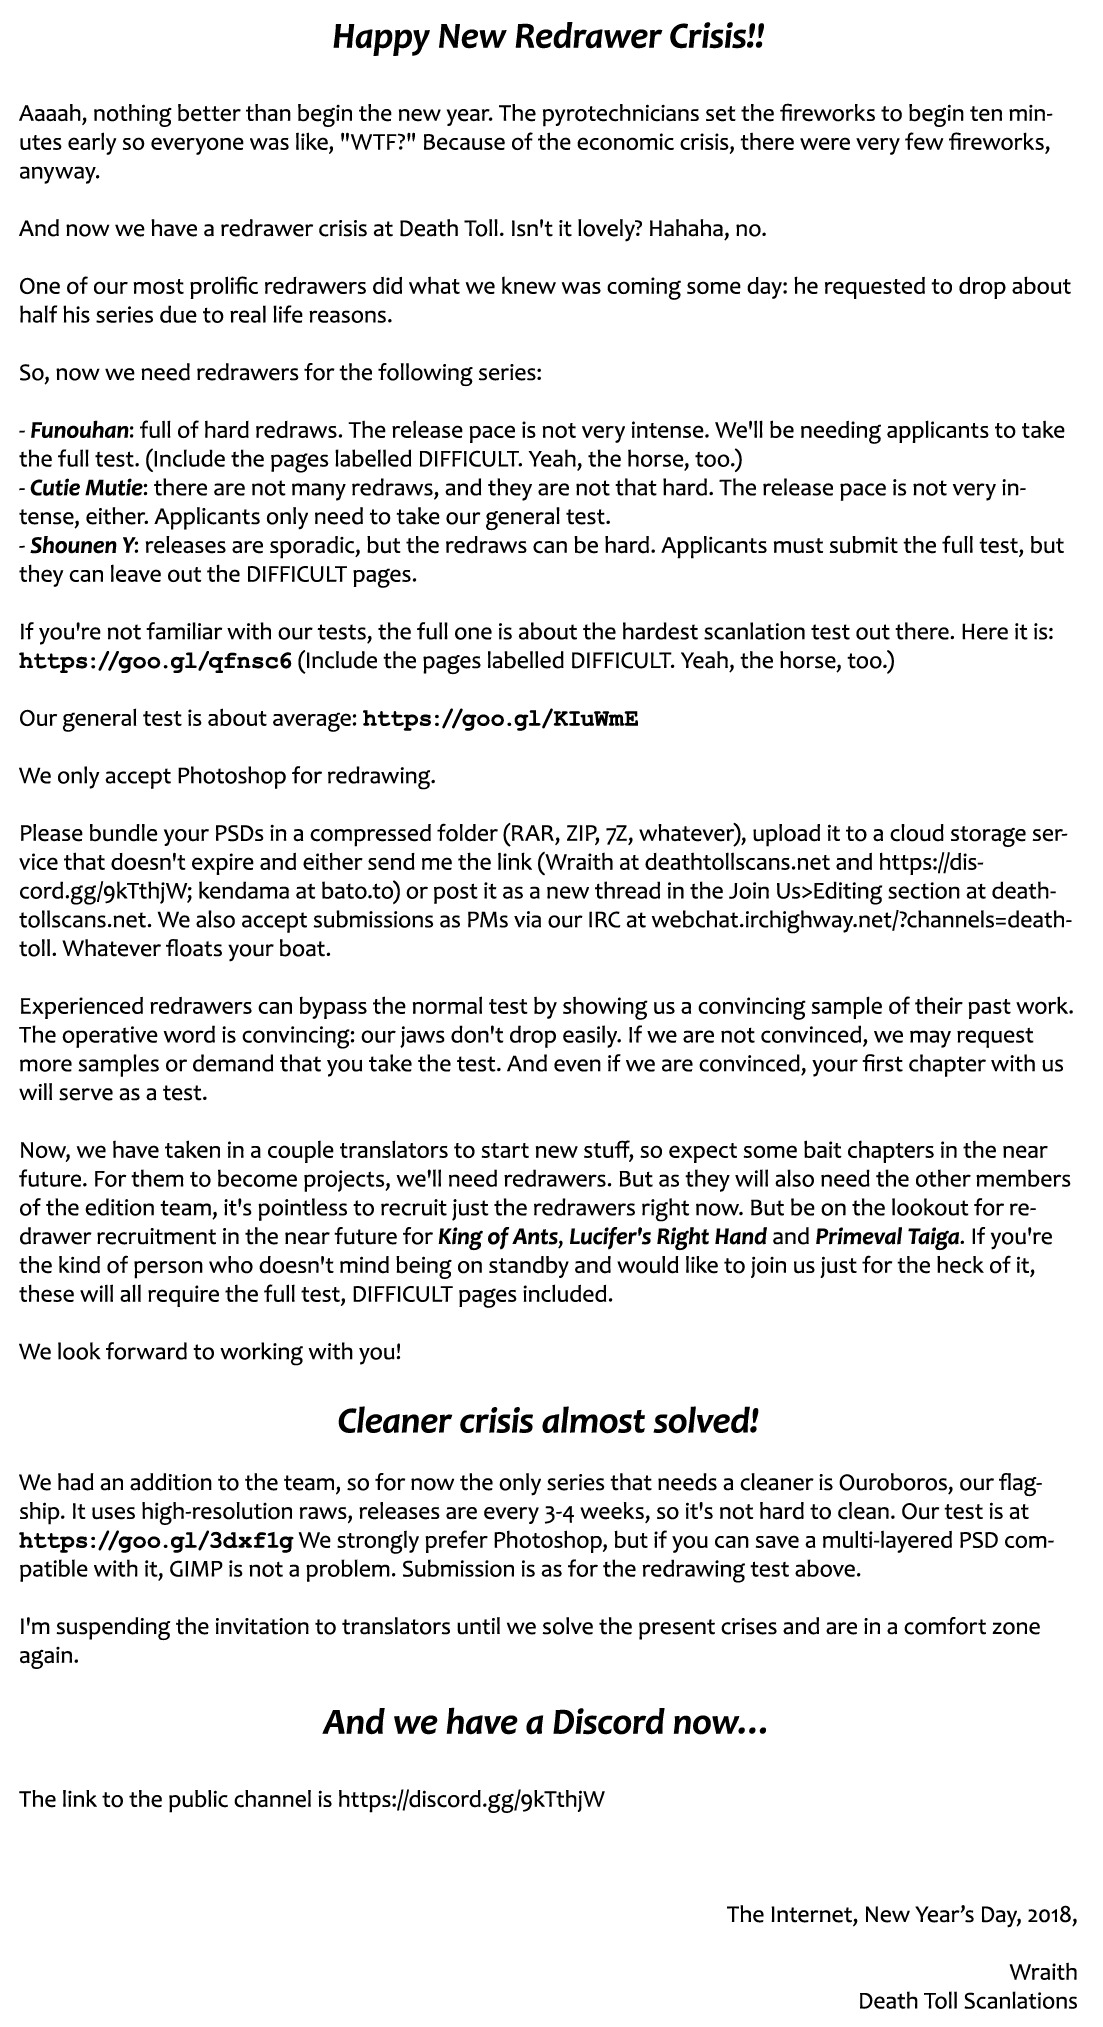 Happy New Redrawer Crisis!!
Aaaah, nothing better than begin the new year. The pyrotechnicians set the fireworks to begin ten min-
utes early so everyone was like, "WTF?" Because of the economic crisis, there were very few fireworks,
anyway.
And now we have a redrawer crisis at Death Toll. Isn't it lovely? Hahaha, no.
One of our most prolific redrawers did what we knew was coming some day: he requested to drop about
half his series due to real life reasons.
So, now we need redrawers for the following series:
- Funouhan: full of hard redraws. The release pace is not very intense. We'll be needing applicants to take
the full test. (Include the pages labelled DIFFICULT. Yeah, the horse, too.)
- Cutie Mutie: there are not many redraws, and they are not that hard. The release pace is not very in-
tense, either. Applicants only need to take our general test.
- Shounen Y: releases are sporadic, but the redraws can be hard. Applicants must submit the full test, but
they can leave out the DIFFICULT pages.
If you're not familiar with our tests, the full one is about the hardest scanlation test out there. Here it is:
https://goo.gl/qfnsc6 (Include the pages labelled DIFFICULT. Yeah, the horse, too.)
Our general test is about average: https://goo.gl/KIuWmE
We only accept Photoshop for redrawing.
Please bundle your PSDs in a compressed folder (RAR, ZIP, 7Z, whatever), upload it to a cloud storage ser-
vice that doesn't expire and either send me the link (Wraith at deathtollscans.net and https://dis-
cord.gg/9kTthjW; kendama at bato.to) or post it as a new thread in the Join Us>Editing section at death-
tollscans.net. We also accept submissions as PMs via our IRC at webchat.irchighway.net/?channels=death-
toll. Whatever floats your boat.
Experienced redrawers can bypass the normal test by showing us a convincing sample of their past work.
The operative word is convincing: our jaws don't drop easily. If we are not convinced, we may request
more samples or demand that you take the test. And even if we are convinced, your first chapter with us
will serve as a test.
Now, we have taken in a couple translators to start new stuff, so expect some bait chapters in the near
future. For them to become projects, we'll need redrawers. But as they will also need the other members
of the edition team, it's pointless to recruit just the redrawers right now. But be on the lookout for re-
drawer recruitment in the near future for King of Ants, Lucifer's Right Hand and Primeval Taiga. If you're
the kind of person who doesn't mind being on standby and would like to join us just for the heck of it,
these will all require the full test, DIFFICULT pages included.
We look forward to working with you!
Cleaner crisis almost solved!
We had an addition to the team, so for now the only series that needs a cleaner is Ouroboros, our flag-
ship. It uses high-resolution raws, releases are every 3-4 weeks, so it's not hard to clean. Our test is at
https://goo.gl/3dxf1g We strongly prefer Photoshop, but if you can save a multi-layered PSD com-
patible with it, GIMP is not a problem. Submission is as for the redrawing test above.
I'm suspending the invitation to translators until we solve the present crises and are in a comfort zone
again.
And we have a Discord now...
The link to the public channel is https://discord.gg/9kTthjW
The Internet, New Year’s Day, 2018,
Wraith
Death Toll Scanlations